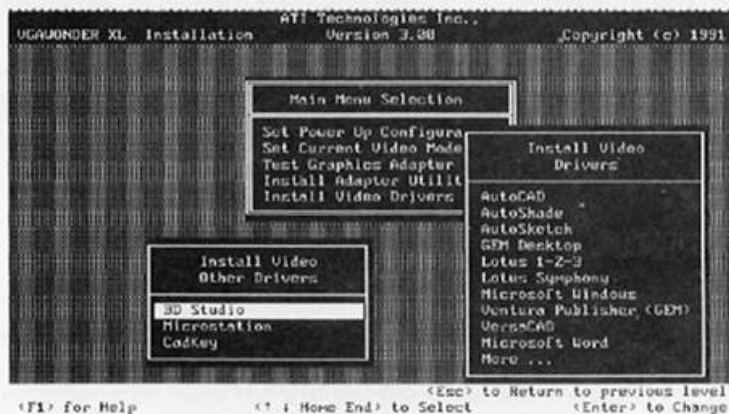 ATI Technologies Inc.,
VGAWONDER XL Installation Version 3.00 Copyright (c) 1991
Main Menu Selection
Set Power Up Configura
Set Current Video Mode
Test Graphics Adapter
Install Adapter Utilit
Install Video Drivers
Install Video
Drivers
AutoCAD
AutoShade
AutoSketch
GEM Desktop
Lotus 1-2-3
Lotus Symphony
Microsoft Windows
Ventura Publisher (GEM)
VersaCAD
Microsoft Word
More ...
Install Video
Other Drivers
3D Studio
Microstation
CadKey
<Esc> to Return to previous level
<F1> for Help <↑ ↓ Home End> to Select <Enter> to Change